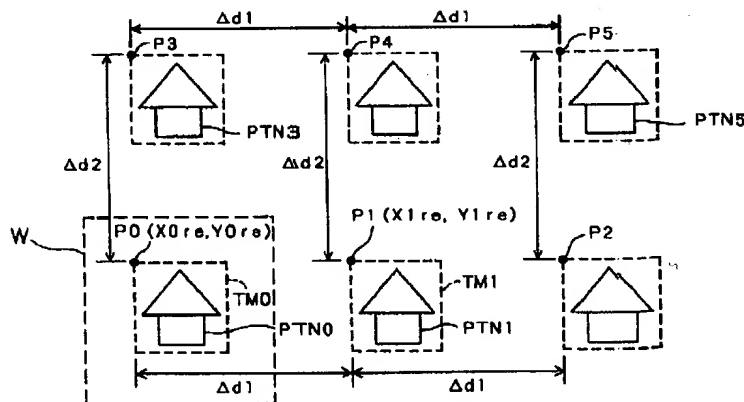 Δd1 Δd1
P3 P4 P5
PTN3 PTN5
Δd2 Δd2 Δd2
W P0 (X0re,Y0re) P1 (X1re, Y1re) P2
TM0 TM1
PTN0 PTN1
Δd1 Δd1